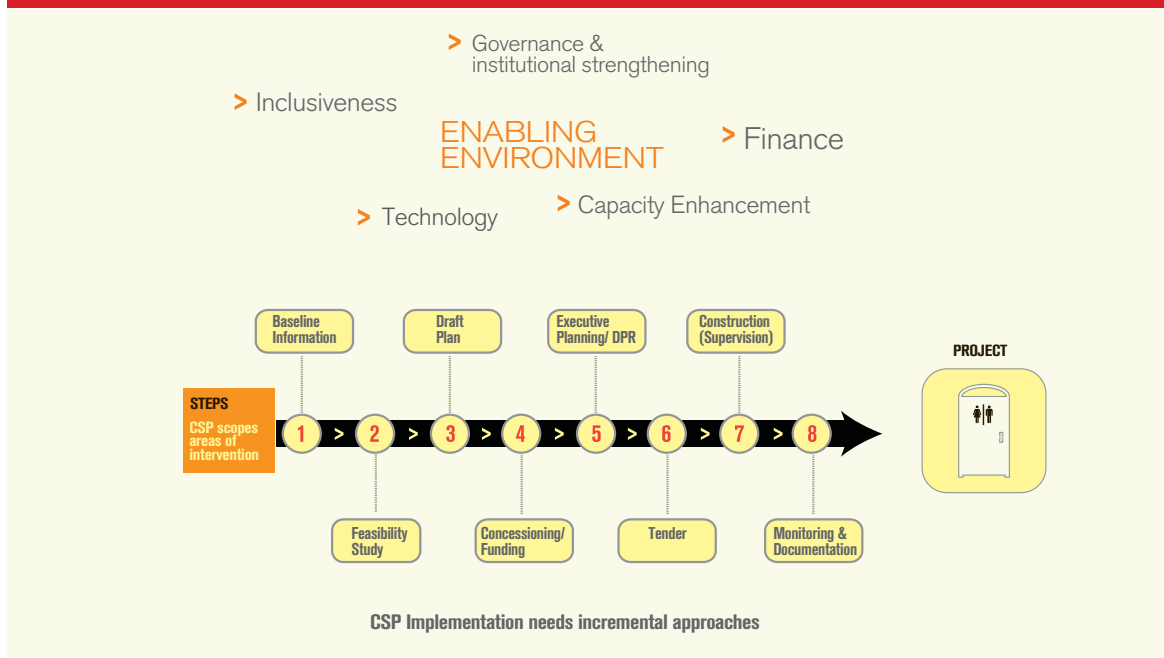 > Governance &
institutional strengthening
> Inclusiveness
ENABLING
ENVIRONMENT
> Finance
> Technology
> Capacity Enhancement
Baseline
Information
Draft
Plan
Executive
Planning/ DPR
Construction
(Supervision)
PROJECT
STEPS
CSP scopes
areas of
intervention
1 > 2 > 3 > 4 > 5 > 6 > 7 > 8
Feasibility
Study
Concessioning/
Funding
Tender
Monitoring &
Documentation
CSP Implementation needs incremental approaches